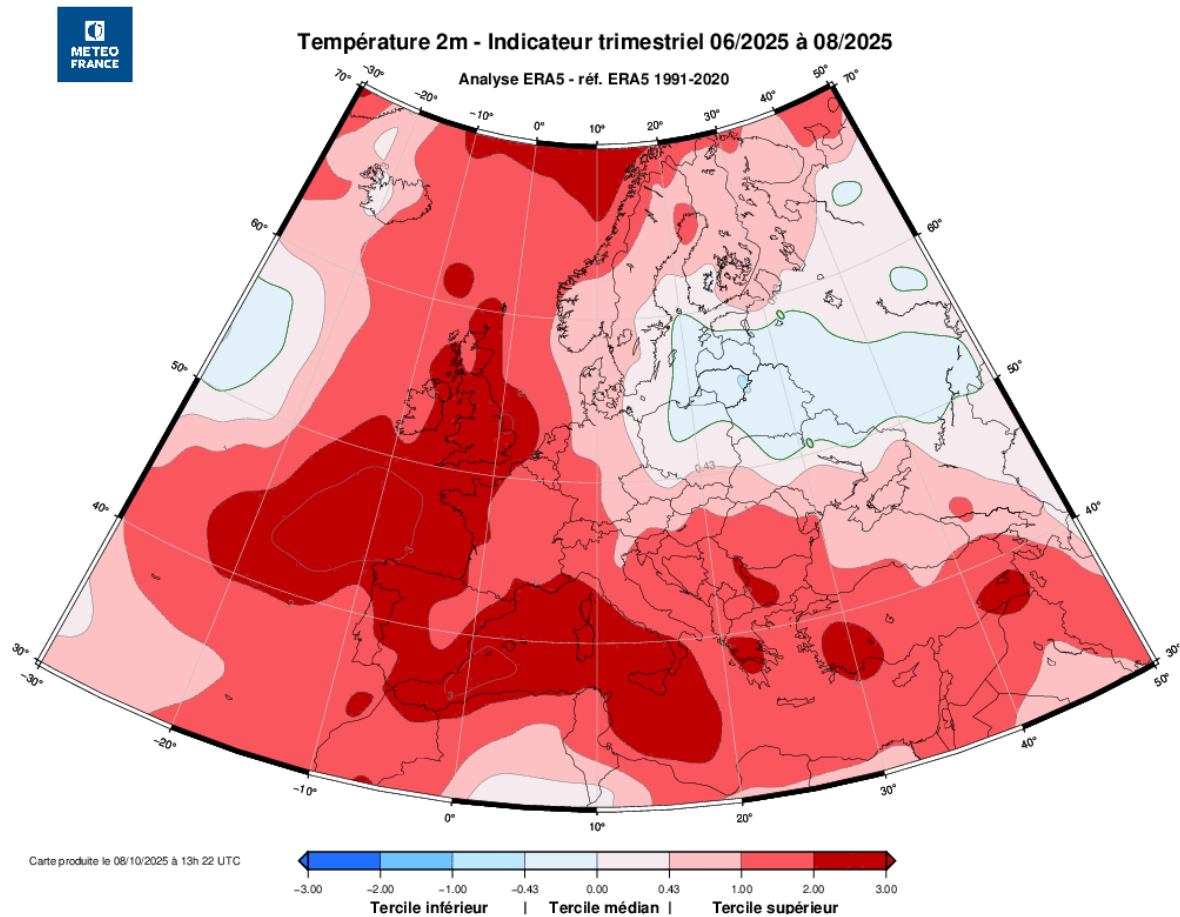 METEO
FRANCE
Température 2m - Indicateur trimestriel 06/2025 à 08/2025
Analyse ERA5 - réf. ERA5 1991-2020
70° -30° -20° -10° 0° 10° 20° 30° 40° 50° 70°
60° 60°
50° 50°
40° 40°
30° 30°
-30° -20° -10° 0° 10° 20° 30° 40° 50°
0
0
0.43
3
Carte produite le 08/10/2025 à 13h 22 UTC
-3.00 -2.00 -1.00 -0.43 0.00 0.43 1.00 2.00 3.00
Tercile inférieur | Tercile médian | Tercile supérieur